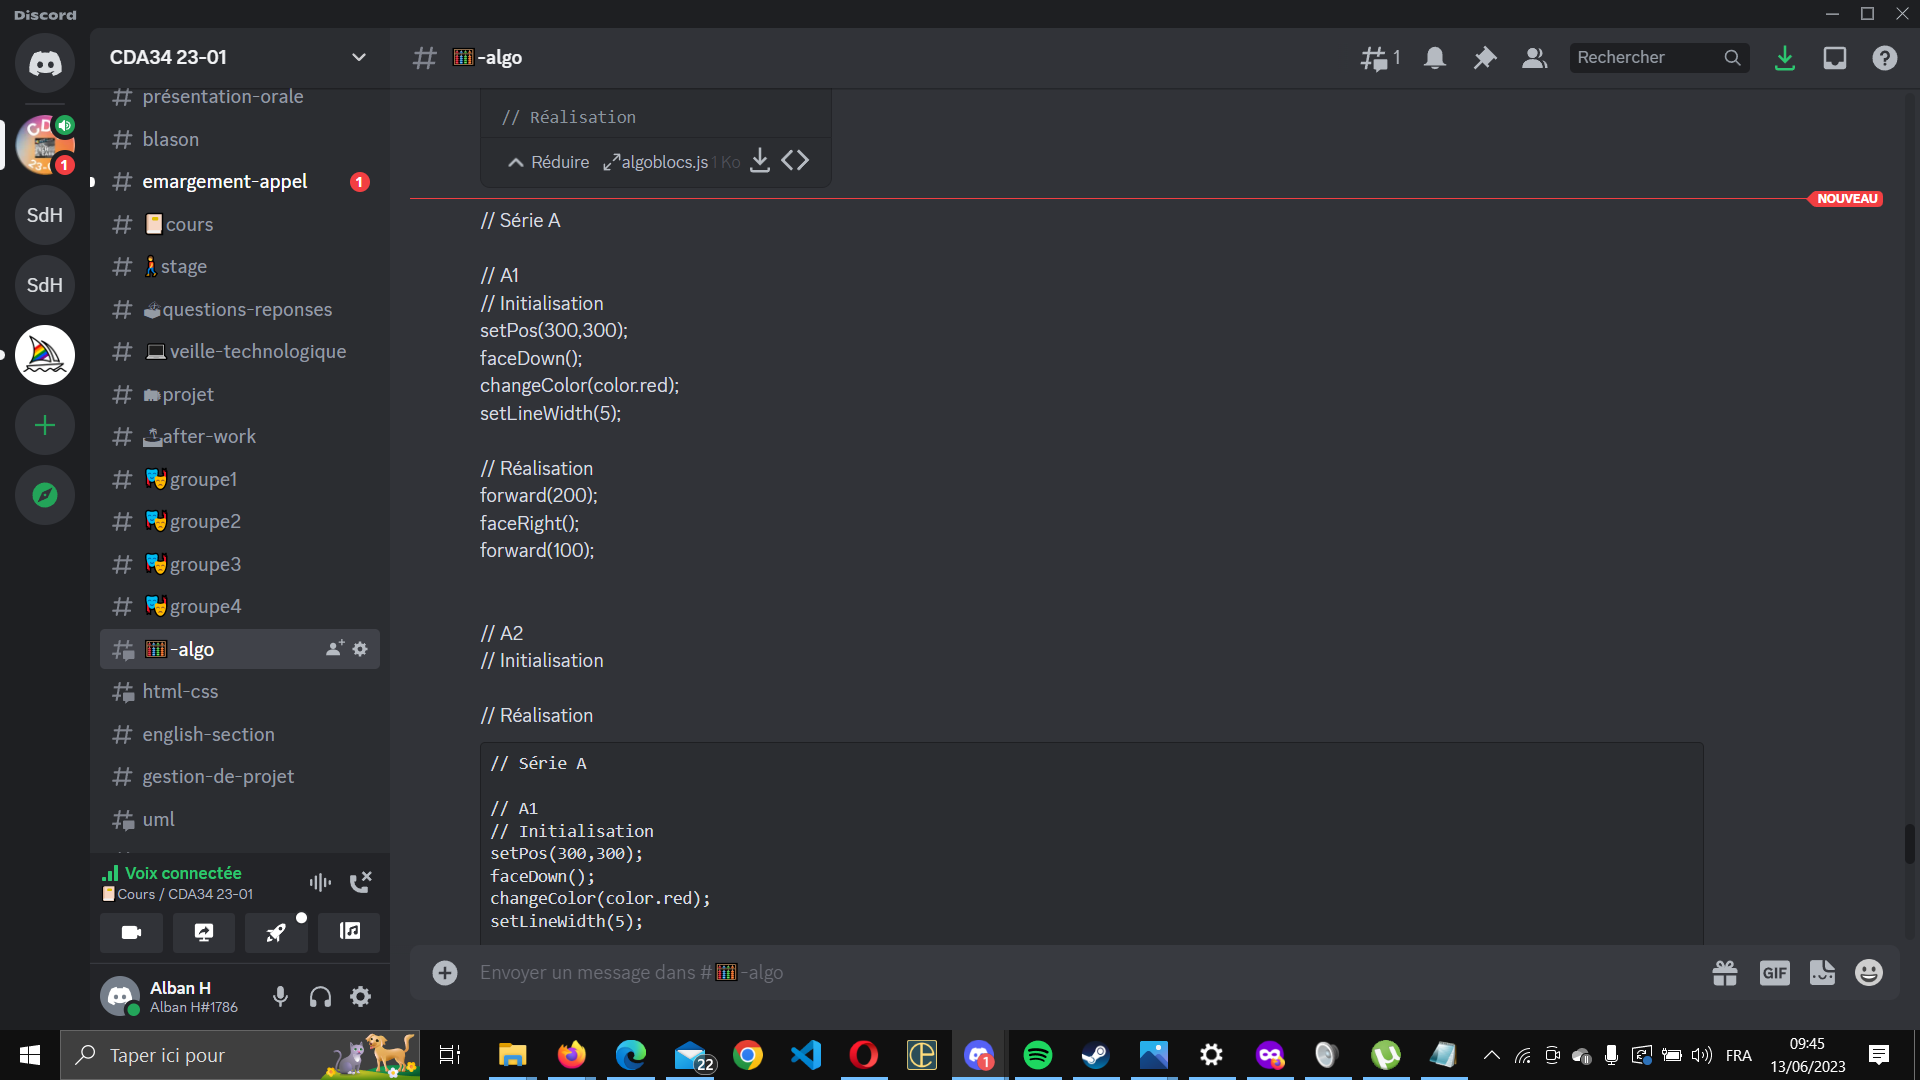 Discord
CDA34 23-01
présentation-orale
blason
emargement-appel 1
cours
stage
questions-reponses
veille-technologique
projet
after-work
groupe1
groupe2
groupe3
groupe4
-algo
html-css
english-section
gestion-de-projet
uml
1
SdH
SdH
Voix connectée
Cours / CDA34 23-01
Alban H
Alban H#1786
-algo
1
Rechercher
// Réalisation
Réduire algoblocs.js 1 Ko
NOUVEAU
// Série A
// A1
// Initialisation
setPos(300,300);
faceDown();
changeColor(color.red);
setLineWidth(5);
// Réalisation
forward(200);
faceRight();
forward(100);
// A2
// Initialisation
// Réalisation
// Série A
// A1
// Initialisation
setPos(300,300);
faceDown();
changeColor(color.red);
setLineWidth(5);
Envoyer un message dans # -algo
GIF
Taper ici pour
22
1
FRA
09:45
13/06/2023